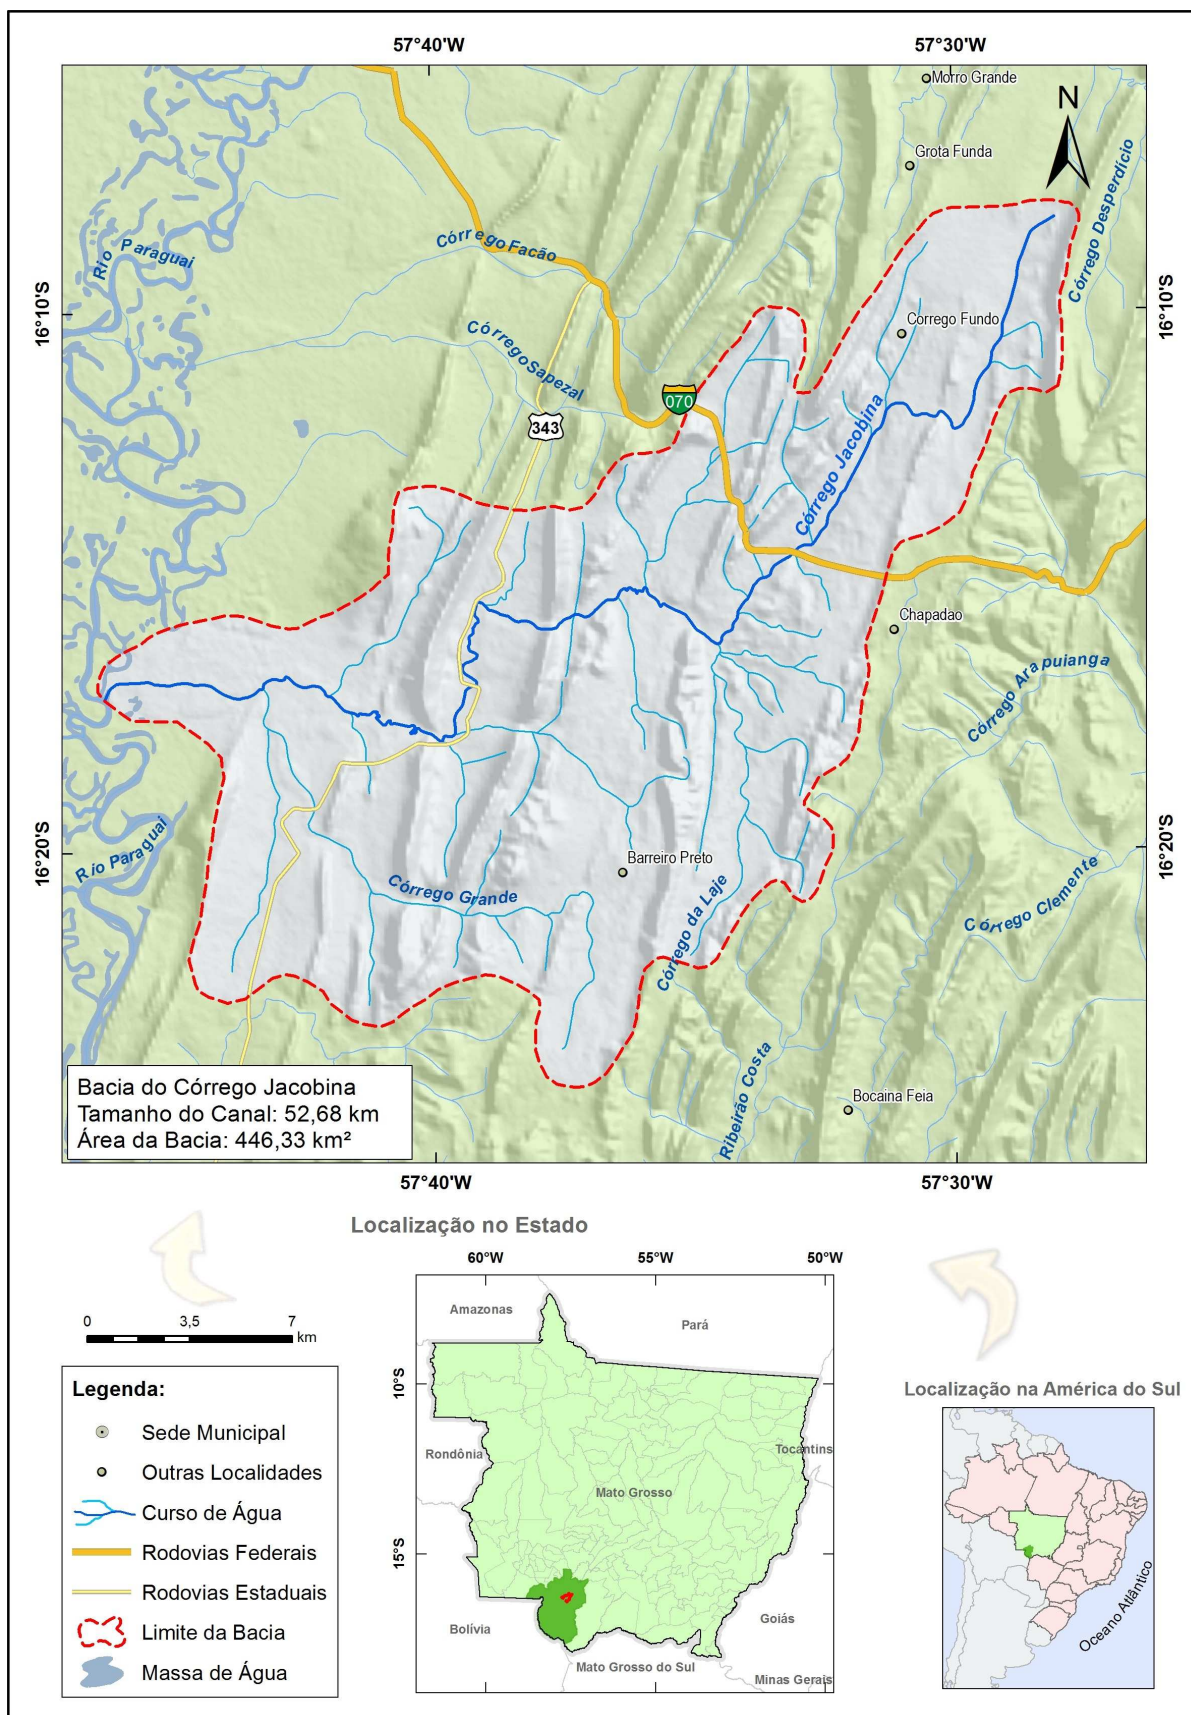 57°40'W
57°30'W
Morro Grande
N
Grota Funda
Córrego Desperdício
Rio Paraguai
Córrego Facão
16°10'S
16°10'S
Córrego Sapezal
Corrego Fundo
070
343
Córrego Jacobina
Chapadao
Córrego Arapuianga
Rio Paraguai
16°20'S
16°20'S
Barreiro Preto
Córrego Grande
Córrego da Laje
Córrego Clemente
Ribeirão Costa
Bocaina Feia
Bacia do Córrego Jacobina
Tamanho do Canal: 52,68 km
Área da Bacia: 446,33 km²
57°40'W
57°30'W
Localização no Estado
60°W
55°W
50°W
Amazonas
Pará
10°S
Rondônia
Tocantins
Mato Grosso
15°S
Bolívia
Goiás
Mato Grosso do Sul
Minas Gerais
0
3,5
7
km
Legenda:
Sede Municipal
Outras Localidades
Curso de Água
Rodovias Federais
Rodovias Estaduais
Limite da Bacia
Massa de Água
Localização na América do Sul
Oceano Atlântico